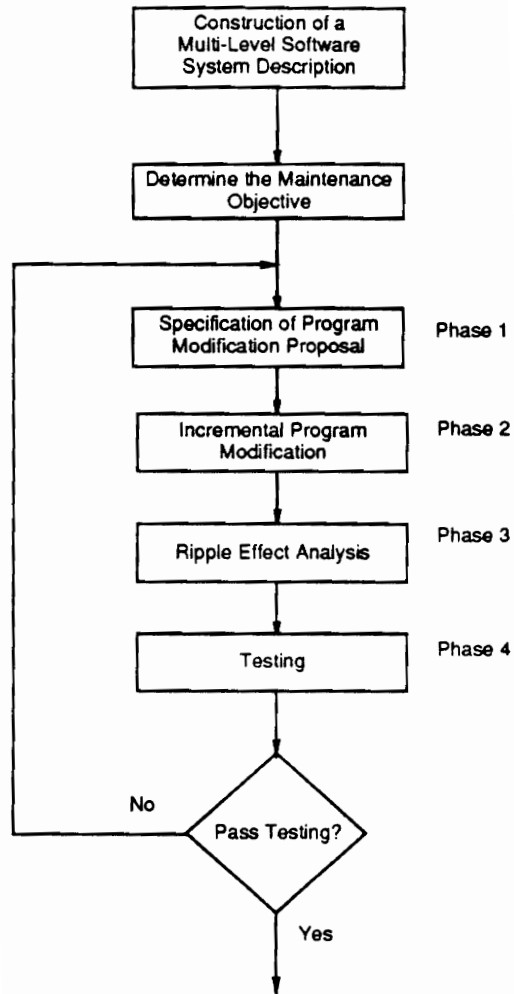 Construction of a
Multi-Level Software
System Description
Determine the Maintenance
Objective
Specification of Program
Modification Proposal
Phase 1
Incremental Program
Modification
Phase 2
Ripple Effect Analysis
Phase 3
Testing
Phase 4
No
Pass Testing?
Yes